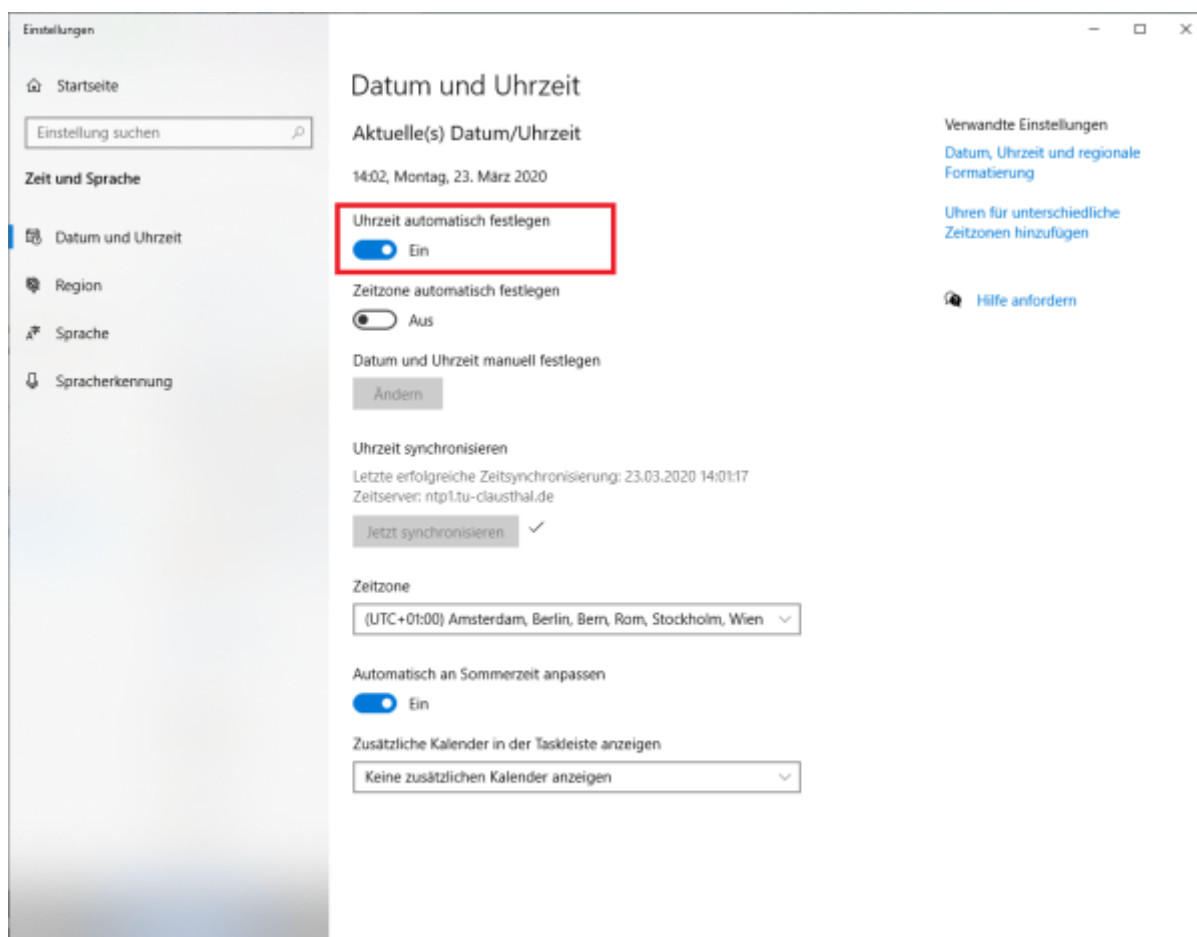 Einstellungen
Startseite
Einstellung suchen
Zeit und Sprache
Datum und Uhrzeit
Region
Sprache
Spracherkennung
Datum und Uhrzeit
Aktuelle(s) Datum/Uhrzeit
14:02, Montag, 23. März 2020
Uhrzeit automatisch festlegen
Ein
Zeitzone automatisch festlegen
Aus
Datum und Uhrzeit manuell festlegen
Ändern
Uhrzeit synchronisieren
Letzte erfolgreiche Zeitsynchronisierung: 23.03.2020 14:01:17
Zeitserver: ntp1.tu-clausthal.de
Jetzt synchronisieren
Zeitzone
(UTC+01:00) Amsterdam, Berlin, Bern, Rom, Stockholm, Wien
Automatisch an Sommerzeit anpassen
Ein
Zusätzliche Kalender in der Taskleiste anzeigen
Keine zusätzlichen Kalender anzeigen
Verwandte Einstellungen
Datum, Uhrzeit und regionale
Formatierung
Uhren für unterschiedliche
Zeitzonen hinzufügen
Hilfe anfordern